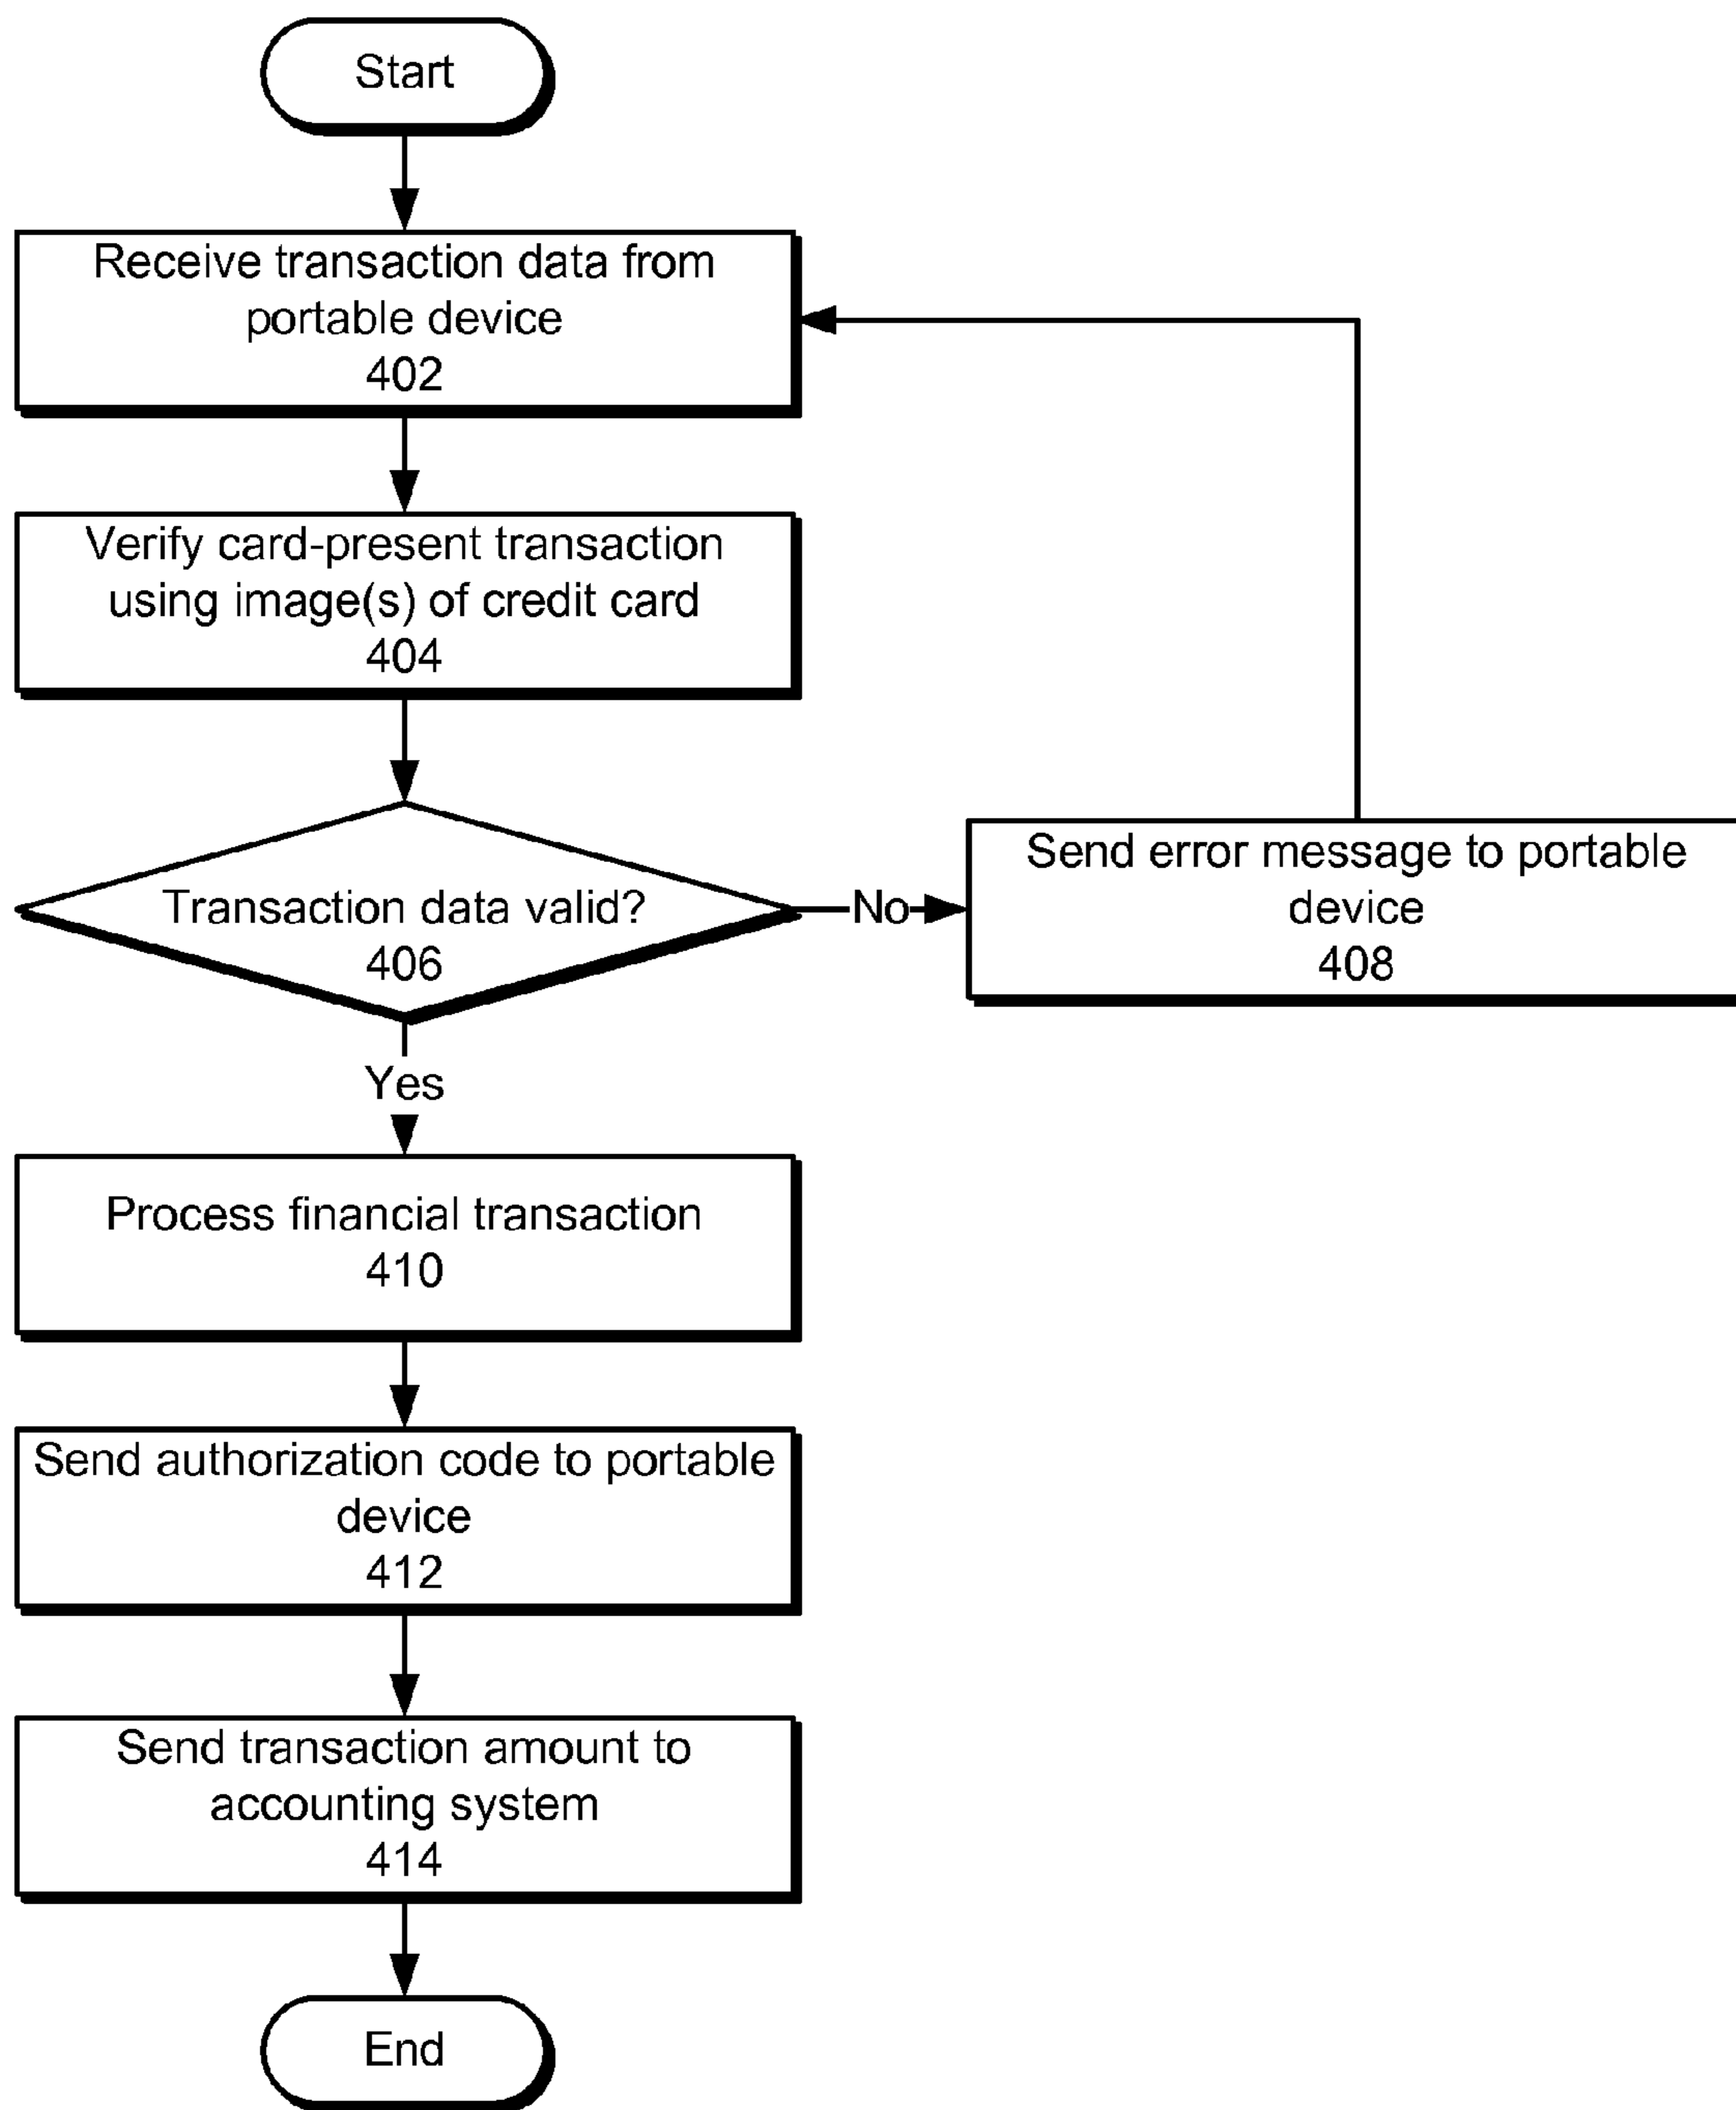 Start
Receive transaction data from
portable device
402
Verify card-present transaction
using image(s) of credit card
404
Transaction data valid?
406
No
Send error message to portable
device
408
Yes
Process financial transaction
410
Send authorization code to portable
device
412
Send transaction amount to
accounting system
414
End